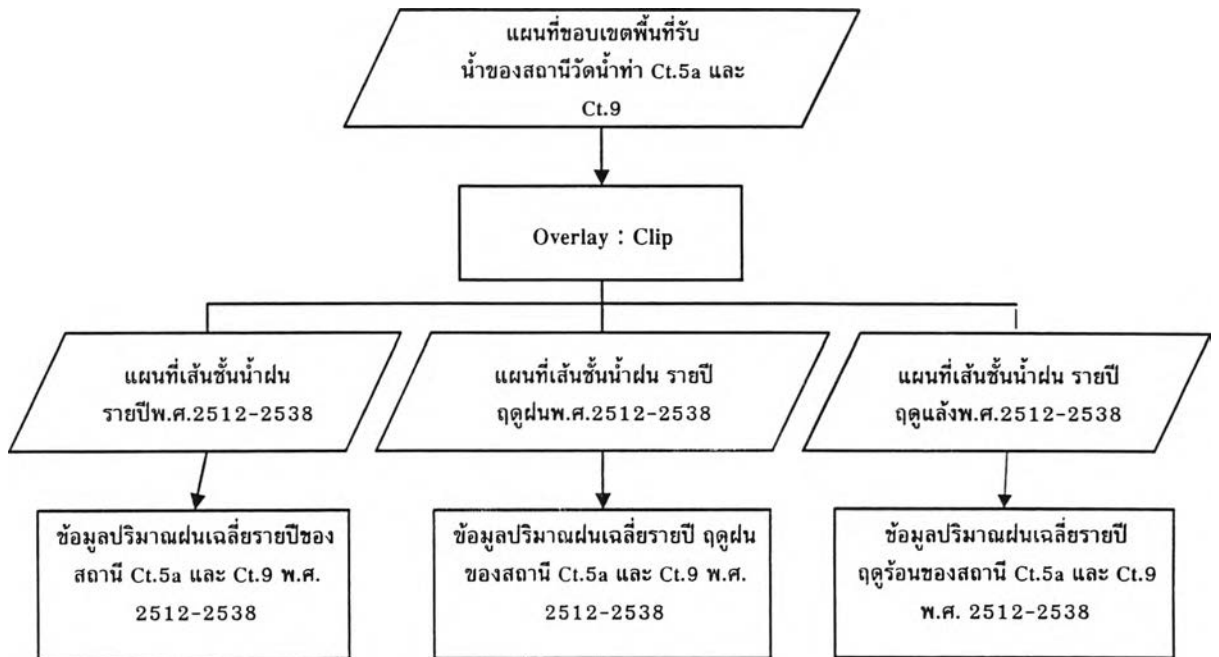 แผนที่ขอบเขตพื้นที่รับ
น้ำของสถานีวัดน้ำท่า Ct.5a และ
Ct.9
Overlay : Clip
แผนที่เส้นชั้นน้ำฝน
รายปีพ.ศ.2512-2538
แผนที่เส้นชั้นน้ำฝน รายปี
ฤดูฝนพ.ศ.2512-2538
แผนที่เส้นชั้นน้ำฝน รายปี
ฤดูแล้งพ.ศ.2512-2538
ข้อมูลปริมาณฝนเฉลี่ยรายปีของ
สถานี Ct.5a และ Ct.9 พ.ศ.
2512-2538
ข้อมูลปริมาณฝนเฉลี่ยรายปี ฤดูฝน
ของสถานี Ct.5a และ Ct.9 พ.ศ.
2512-2538
ข้อมูลปริมาณฝนเฉลี่ยรายปี
ฤดูร้อนของสถานี Ct.5a และ Ct.9
พ.ศ. 2512-2538